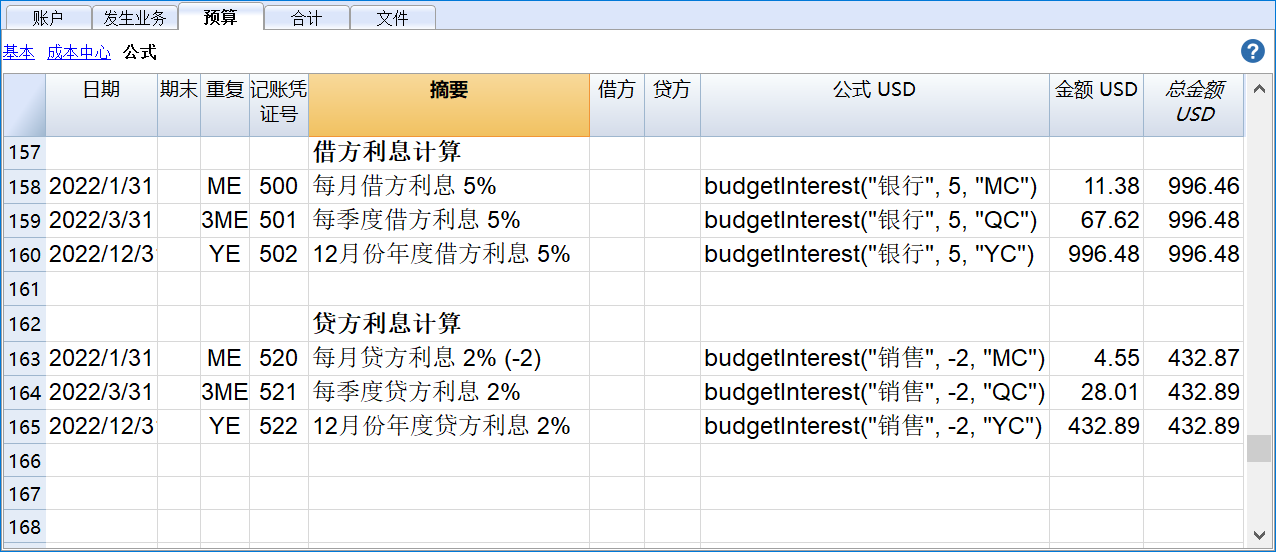 账户 发生业务 预算 合计 文件
基本 成本中心 公式 ?
日期 期末 重复 记账凭证号 摘要 借方 贷方 公式 USD 金额 USD 总金额 USD
157 借方利息计算
158 2022/1/31 ME 500 每月借方利息 5% budgetInterest("银行", 5, "MC") 11.38 996.46
159 2022/3/31 3ME 501 每季度借方利息 5% budgetInterest("银行", 5, "QC") 67.62 996.48
160 2022/12/3 YE 502 12月份年度借方利息 5% budgetInterest("银行", 5, "YC") 996.48 996.48
161
162 贷方利息计算
163 2022/1/31 ME 520 每月贷方利息 2% (-2) budgetInterest("销售", -2, "MC") 4.55 432.87
164 2022/3/31 3ME 521 每季度贷方利息 2% budgetInterest("销售", -2, "QC") 28.01 432.89
165 2022/12/3 YE 522 12月份年度贷方利息 2% budgetInterest("销售", -2, "YC") 432.89 432.89
166
167
168